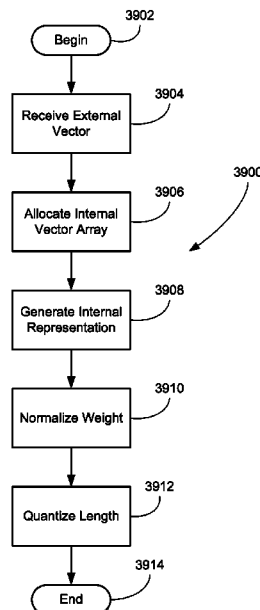 3902
Begin
3904
Receive External
Vector
3906
Allocate Internal
Vector Array
3900
3908
Generate Internal
Representation
3910
Normalize Weight
3912
Quantize Length
3914
End